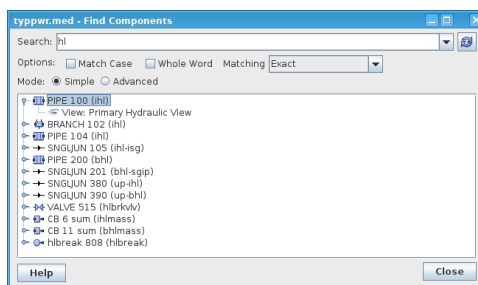 typpwr.med - Find Components
Search: hl
Options: Match Case Whole Word Matching Exact
Mode: Simple Advanced
PIPE 100 (ihl)
View: Primary Hydraulic View
BRANCH 102 (ihl)
PIPE 104 (ihl)
SNGLJUN 105 (ihl-isg)
PIPE 200 (bhl)
SNGLJUN 201 (bhl-sgip)
SNGLJUN 380 (up-ihl)
SNGLJUN 390 (up-bhl)
VALVE 515 (hlbrkvlv)
CB 6 sum (ihlmass)
CB 11 sum (bhlmass)
hlbreak 808 (hlbreak)
Help Close